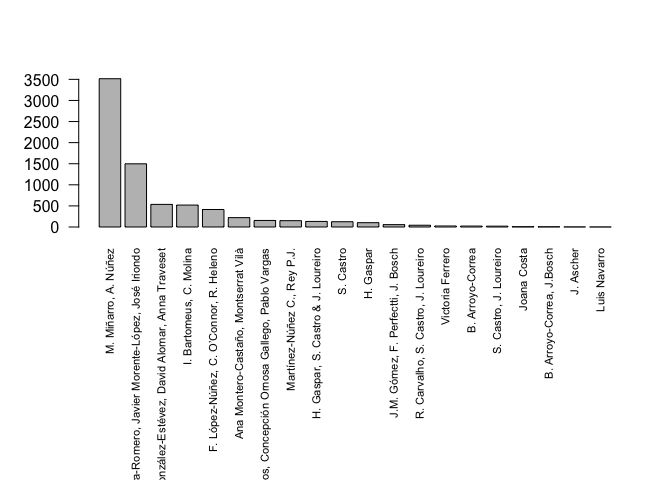 3500
3000
2500
2000
1500
1000
500
0
M. Miñarro, A. Núñez
a-Romero, Javier Morente-López, José Iriondo
onzález-Estévez, David Alomar, Anna Traveset
I. Bartomeus, C. Molina
F. López-Núñez, C. O'Connor, R. Heleno
Ana Montero-Castaño, Montserrat Vilà
os, Concepción Ornosa Gallego, Pablo Vargas
Martínez-Núñez C., Rey P.J.
H. Gaspar, S. Castro & J. Loureiro
S. Castro
H. Gaspar
J.M. Gómez, F. Perfectti, J. Bosch
R. Carvalho, S. Castro, J. Loureiro
Victoria Ferrero
B. Arroyo-Correa
S. Castro, J. Loureiro
Joana Costa
B. Arroyo-Correa, J.Bosch
J. Ascher
Luis Navarro